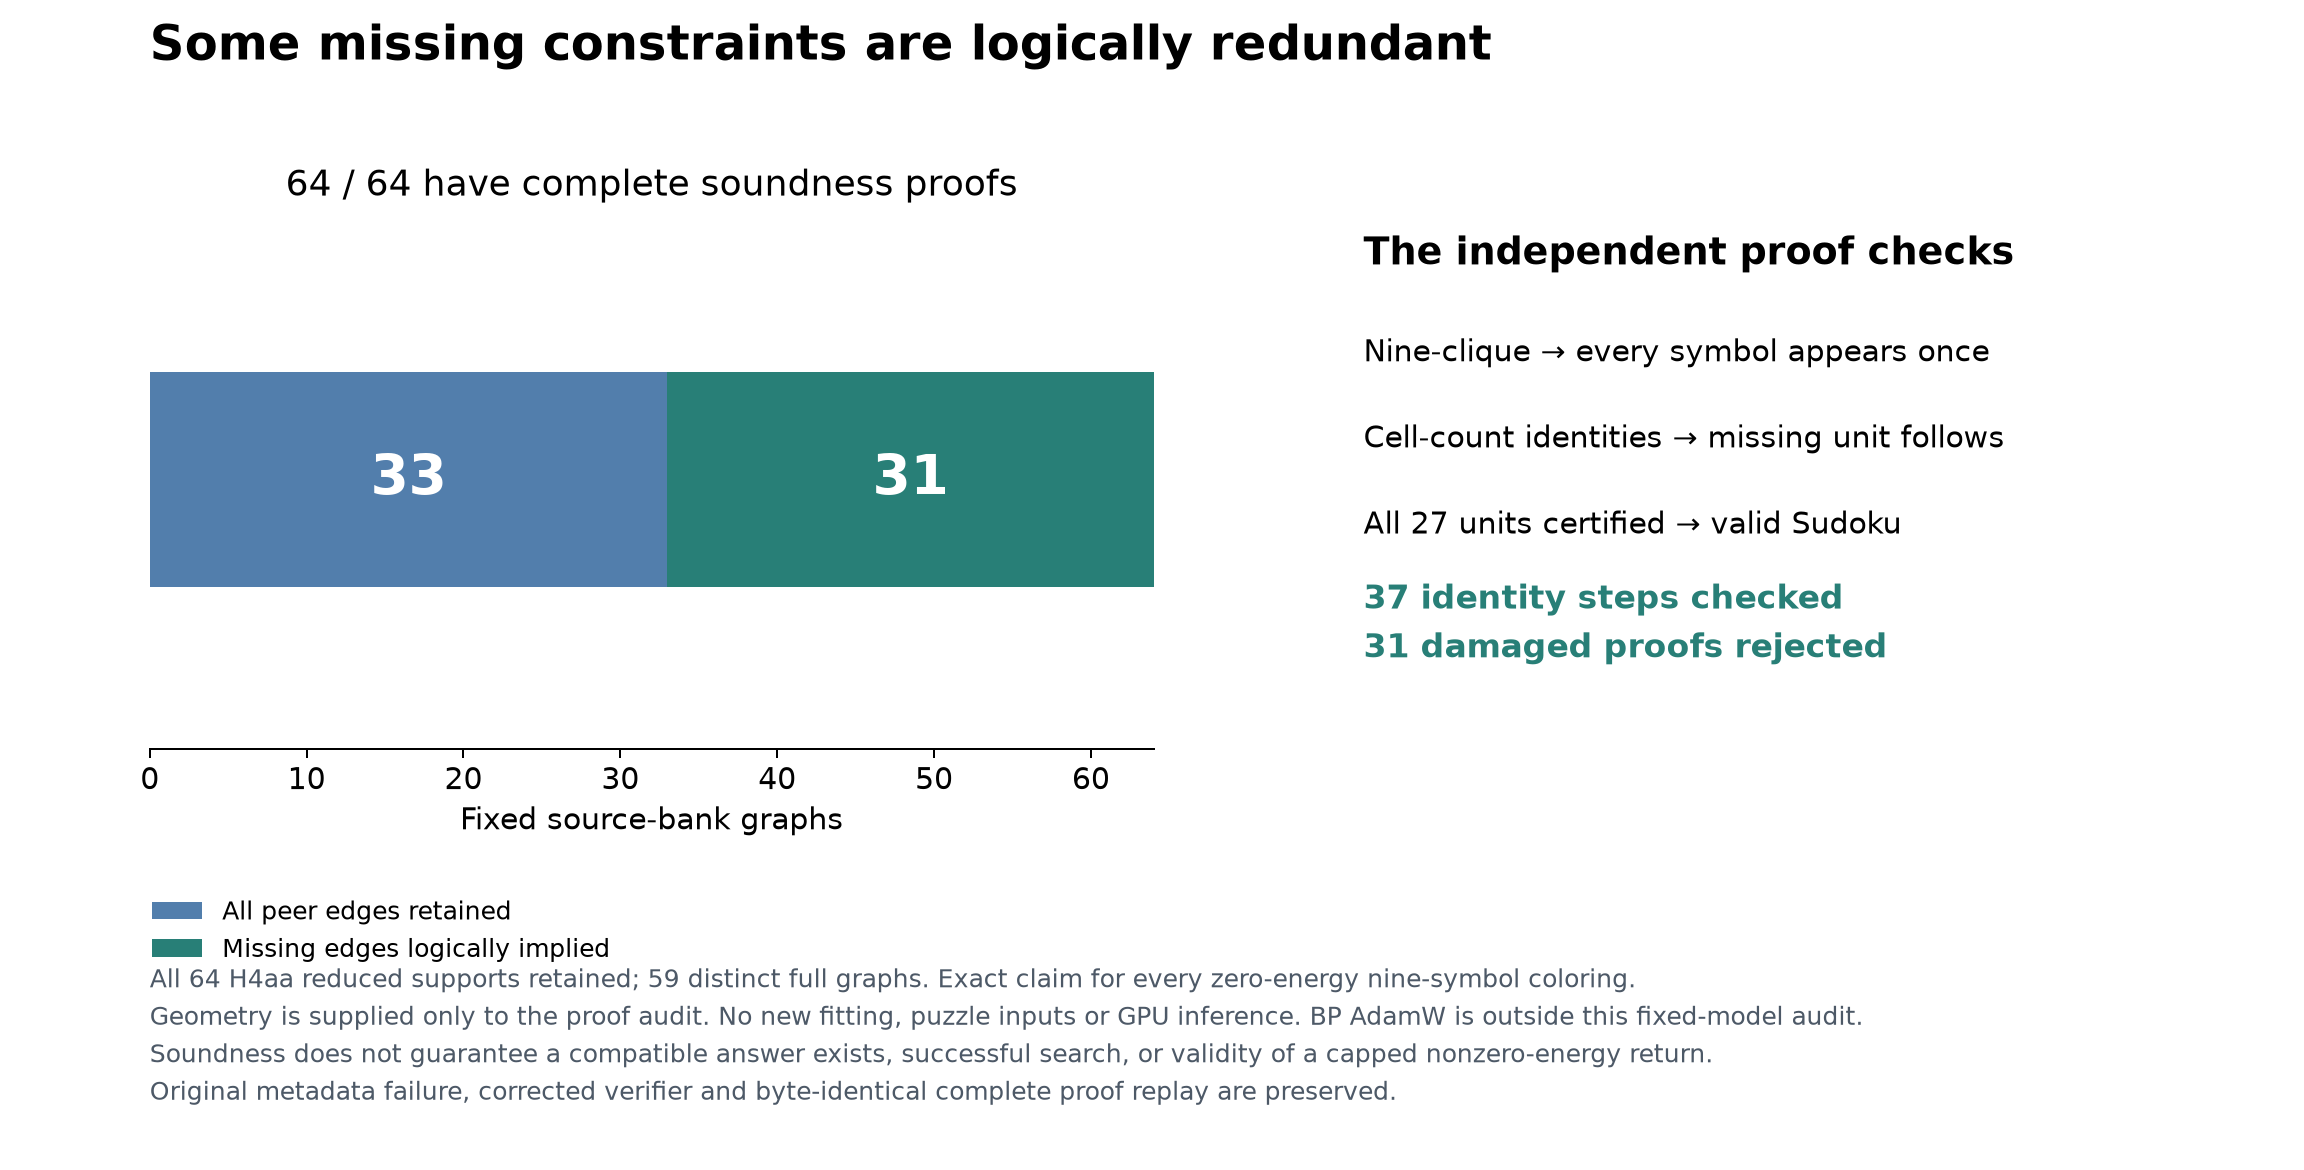 Some missing constraints are logically redundant
64 / 64 have complete soundness proofs
33
31
0
10
20
30
40
50
60
Fixed source-bank graphs
All peer edges retained
Missing edges logically implied
The independent proof checks
Nine-clique → every symbol appears once
Cell-count identities → missing unit follows
All 27 units certified → valid Sudoku
37 identity steps checked
31 damaged proofs rejected
All 64 H4aa reduced supports retained; 59 distinct full graphs. Exact claim for every zero-energy nine-symbol coloring.
Geometry is supplied only to the proof audit. No new fitting, puzzle inputs or GPU inference. BP AdamW is outside this fixed-model audit.
Soundness does not guarantee a compatible answer exists, successful search, or validity of a capped nonzero-energy return.
Original metadata failure, corrected verifier and byte-identical complete proof replay are preserved.